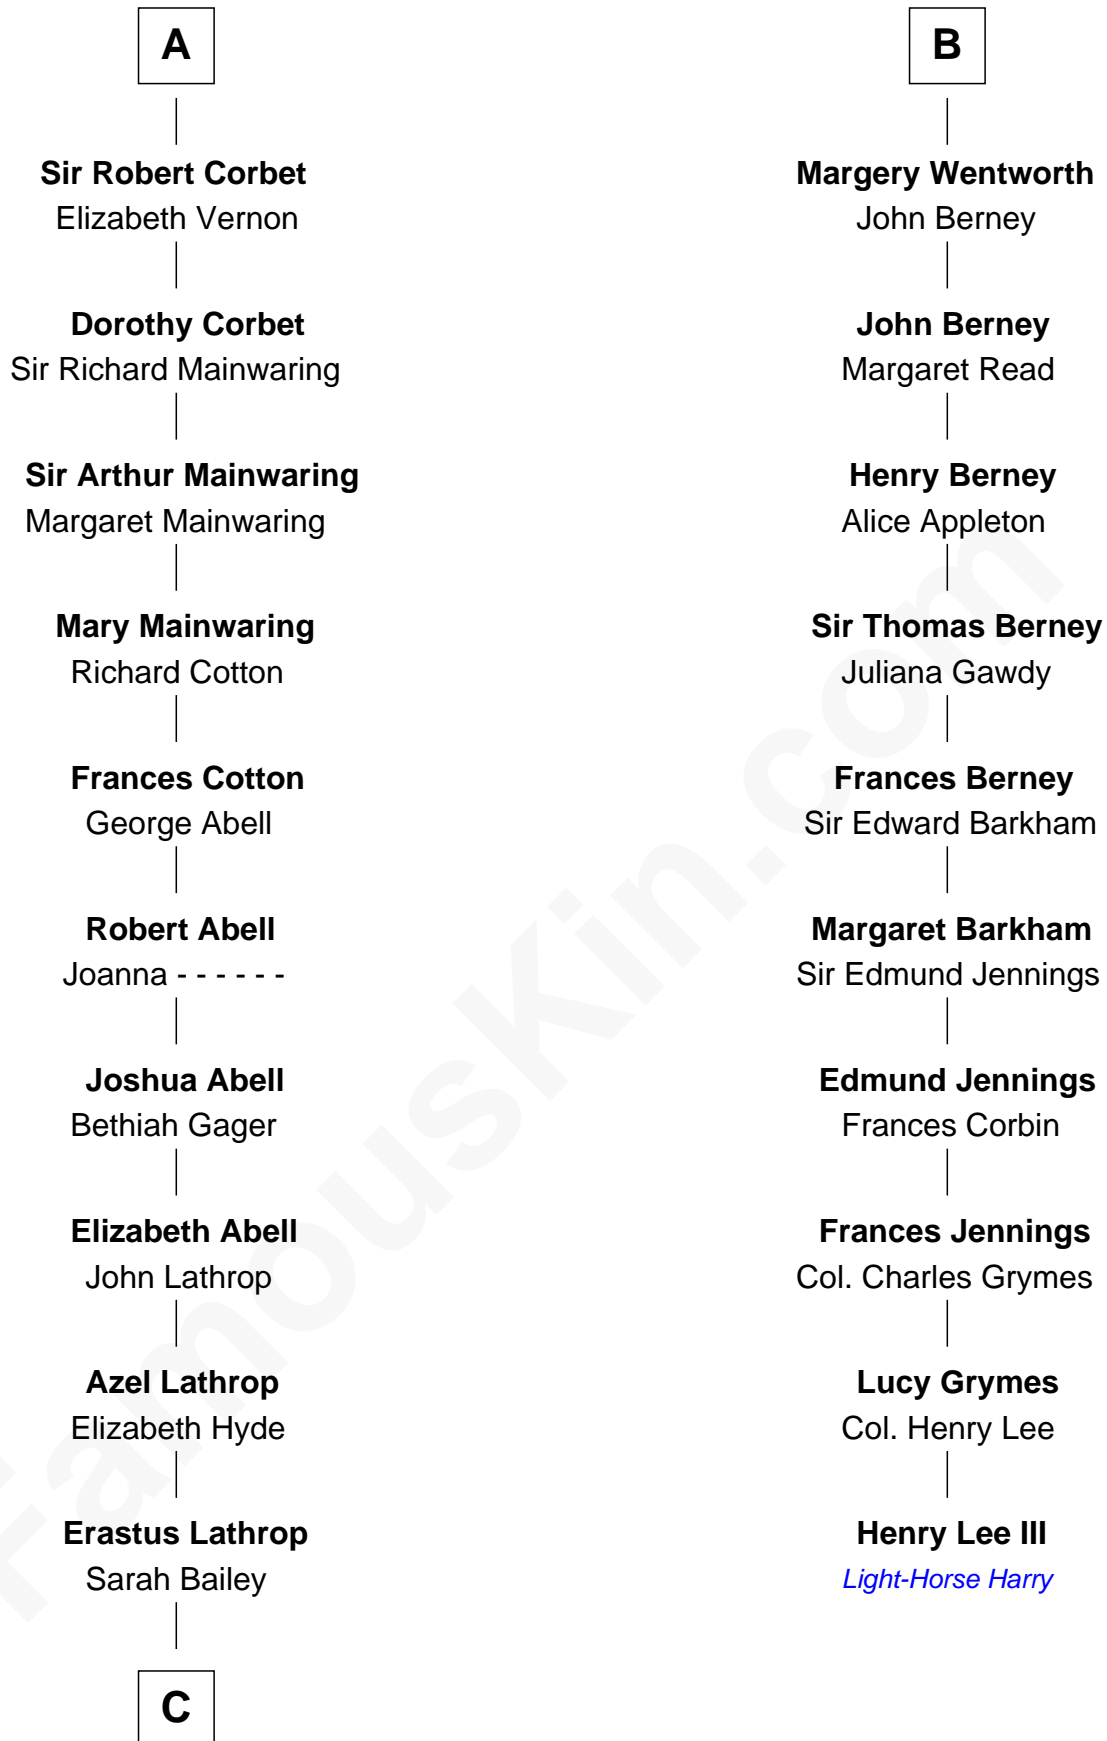 A
Sir Robert Corbet
Elizabeth Vernon
Dorothy Corbet
Sir Richard Mainwaring
Sir Arthur Mainwaring
Margaret Mainwaring
Mary Mainwaring
Richard Cotton
Frances Cotton
George Abell
Robert Abell
Joanna - - - - - -
Joshua Abell
Bethiah Gager
Elizabeth Abell
John Lathrop
Azel Lathrop
Elizabeth Hyde
Erastus Lathrop
Sarah Bailey
C
B
Margery Wentworth
John Berney
John Berney
Margaret Read
Henry Berney
Alice Appleton
Sir Thomas Berney
Juliana Gawdy
Frances Berney
Sir Edward Barkham
Margaret Barkham
Sir Edmund Jennings
Edmund Jennings
Frances Corbin
Frances Jennings
Col. Charles Grymes
Lucy Grymes
Col. Henry Lee
Henry Lee III
Light-Horse Harry
FamousKin.com